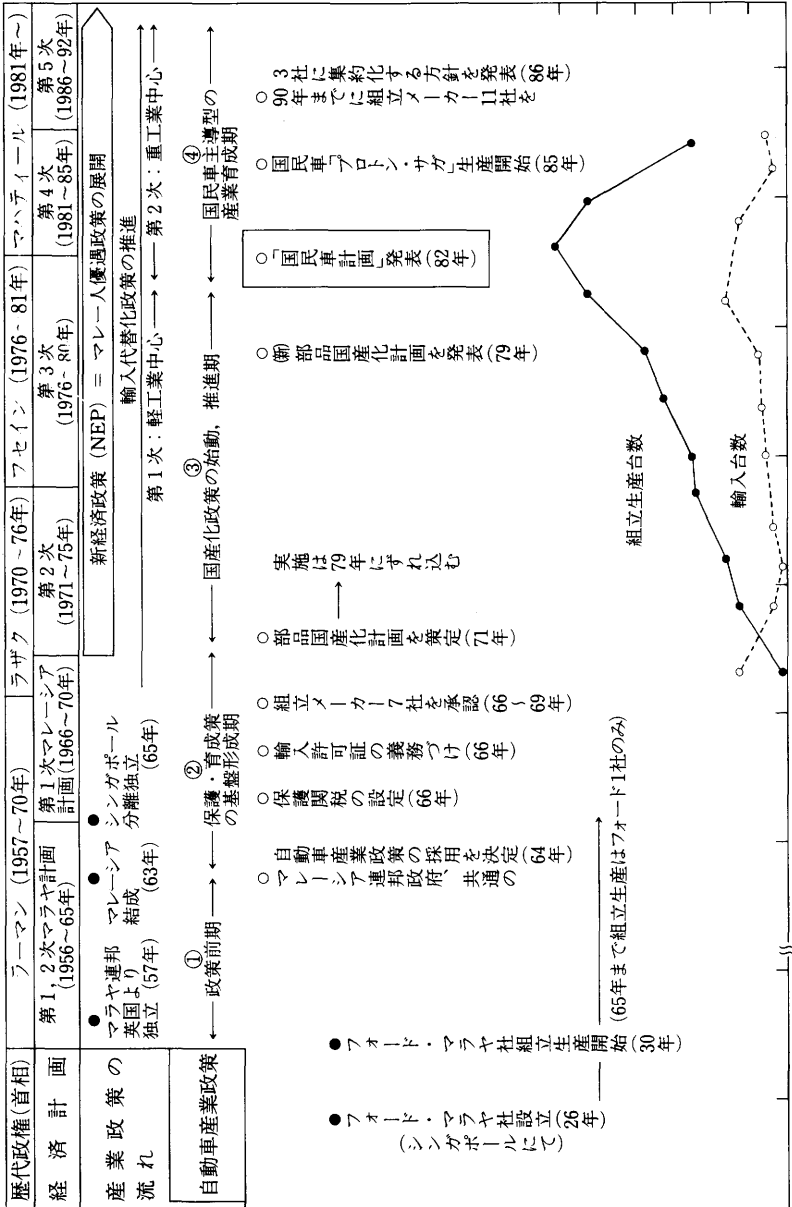 歴代政権(首相)
ラーマン (1957~70年)
ラザク (1970~76年)
フセイン (1976-81年)
マハティール (1981年~)
経済計画
第1, 2次マラヤ計画
(1956~65年)
第1次マレーシア
計画(1966~70年)
第2次
(1971~75年)
第3次
(1976~80年)
第4次
(1981~85年)
第5次
(1986~92年)
産業政策の
流れ
● マラヤ連邦
英国より
独立 (57年)
● マレーシア
結成
(63年)
● シンガポール
分離独立
(65年)
新経済政策 (NEP) = マレー人優遇政策の展開
輸入代替化政策の推進
第1次:軽工業中心
第2次:重工業中心
自動車産業政策
①
政策前期
②
保護・育成策
の基盤形成期
③
国産化政策の始動, 推進期
④
国民車主導型の
産業育成期
● フォード・マラヤ社設立(26年)
(シンガポールにて)
● フォード・マラヤ社組立生産開始(30年)
(65年まで組立生産はフォード1社のみ)
○ マレーシア連邦政府、共通の
自動車産業政策の採用を決定(64年)
○ 保護関税の設定(66年)
○ 輸入許可証の義務づけ(66年)
○ 組立メーカー7社を承認(66~69年)
○ 部品国産化計画を策定(71年)
実施は79年にずれ込む
○ ㈱部品国産化計画を発表(79年)
○ 「国民車計画」発表(82年)
○ 国民車「プロトン・サガ」生産開始(85年)
○ 90年までに組立メーカー11社を
3社に集約化する方針を発表(86年)
組立生産台数
輸入台数